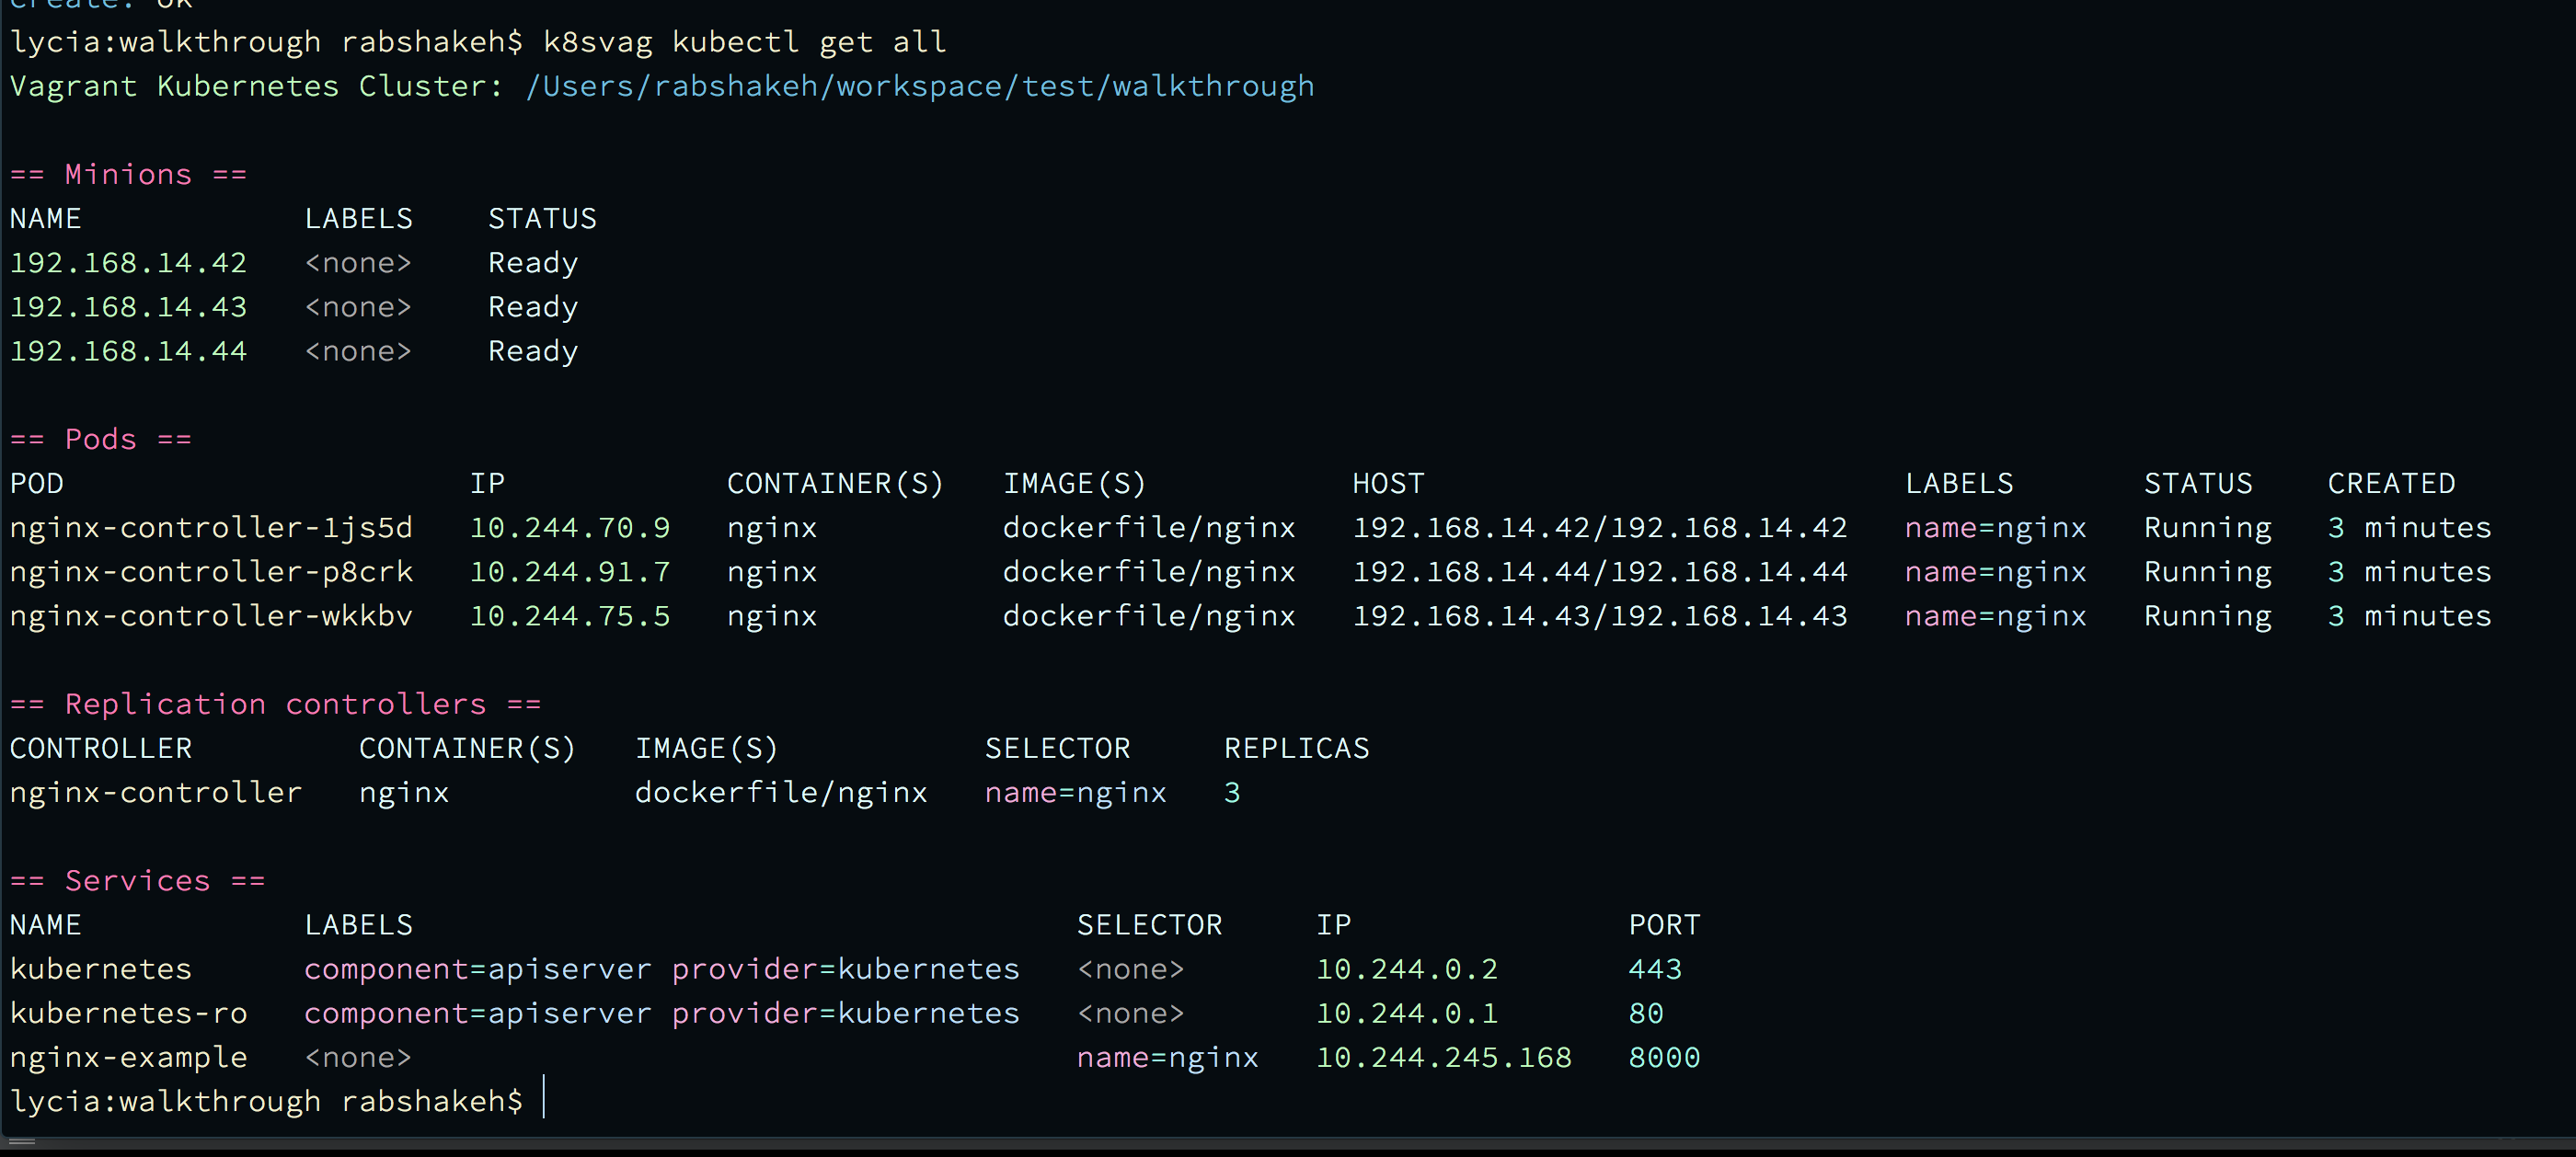 create: ok
lycia:walkthrough rabshakeh$ k8svag kubectl get all
Vagrant Kubernetes Cluster: /Users/rabshakeh/workspace/test/walkthrough
== Minions ==
NAME LABELS STATUS
192.168.14.42 <none> Ready
192.168.14.43 <none> Ready
192.168.14.44 <none> Ready
== Pods ==
POD IP CONTAINER(S) IMAGE(S) HOST LABELS STATUS CREATED
nginx-controller-1js5d 10.244.70.9 nginx dockerfile/nginx 192.168.14.42/192.168.14.42 name=nginx Running 3 minutes
nginx-controller-p8crk 10.244.91.7 nginx dockerfile/nginx 192.168.14.44/192.168.14.44 name=nginx Running 3 minutes
nginx-controller-wkkbv 10.244.75.5 nginx dockerfile/nginx 192.168.14.43/192.168.14.43 name=nginx Running 3 minutes
== Replication controllers ==
CONTROLLER CONTAINER(S) IMAGE(S) SELECTOR REPLICAS
nginx-controller nginx dockerfile/nginx name=nginx 3
== Services ==
NAME LABELS SELECTOR IP PORT
kubernetes component=apiserver provider=kubernetes <none> 10.244.0.2 443
kubernetes-ro component=apiserver provider=kubernetes <none> 10.244.0.1 80
nginx-example <none> name=nginx 10.244.245.168 8000
lycia:walkthrough rabshakeh$